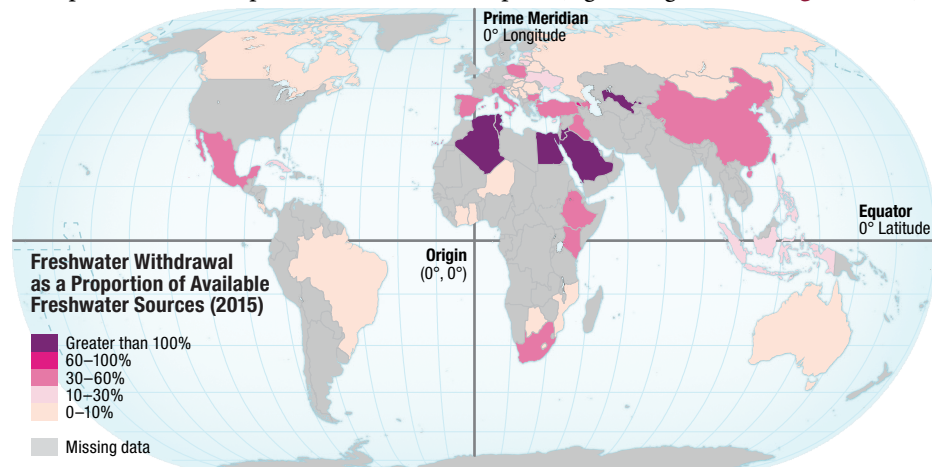 Prime Meridian
0° Longitude
Equator
0° Latitude
Origin
(0°, 0°)
Freshwater Withdrawal
as a Proportion of Available
Freshwater Sources (2015)
Greater than 100%
60–100%
30–60%
10–30%
0–10%
Missing data